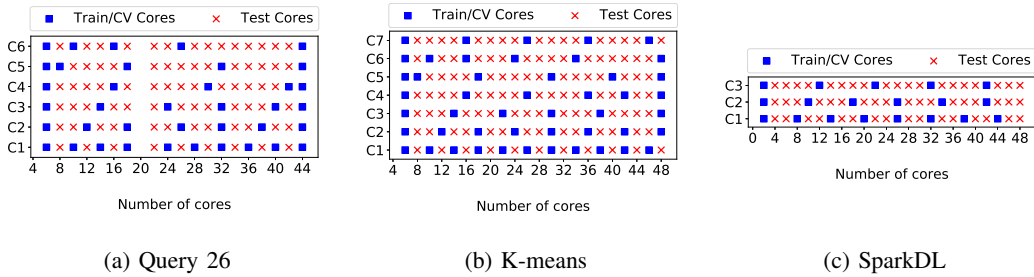 Train/CV Cores Test Cores
C6
C5
C4
C3
C2
C1
4 8 12 16 20 24 28 32 36 40 44
Number of cores
(a) Query 26
Train/CV Cores Test Cores
C7
C6
C5
C4
C3
C2
C1
4 8 12 16 20 24 28 32 36 40 44 48
Number of cores
(b) K-means
Train/CV Cores Test Cores
C3
C2
C1
0 4 8 12 16 20 24 28 32 36 40 44 48
Number of cores
(c) SparkDL